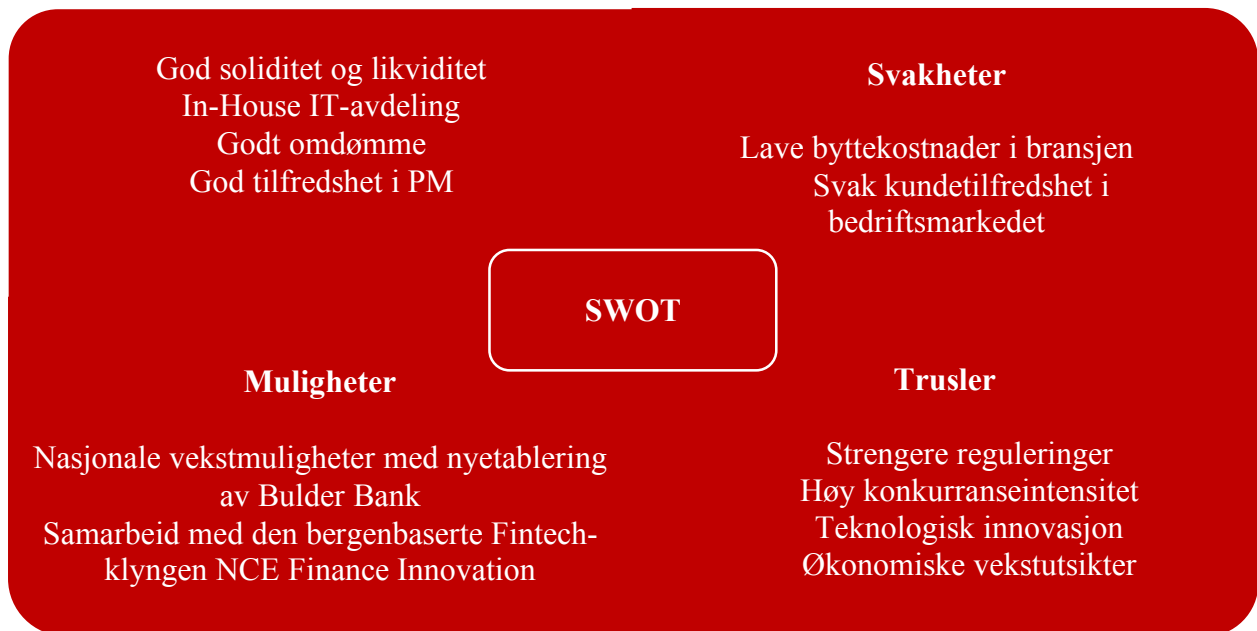 God soliditet og likviditet
In-House IT-avdeling
Godt omdømme
God tilfredshet i PM
Svakheter
Lave byttekostnader i bransjen
Svak kundetilfredshet i
bedriftsmarkedet
SWOT
Muligheter
Nasjonale vekstmuligheter med nyetablering
av Bulder Bank
Samarbeid med den bergenbaserte Fintech-
klyngen NCE Finance Innovation
Trusler
Strengere reguleringer
Høy konkurranseintensitet
Teknologisk innovasjon
Økonomiske vekstutsikter